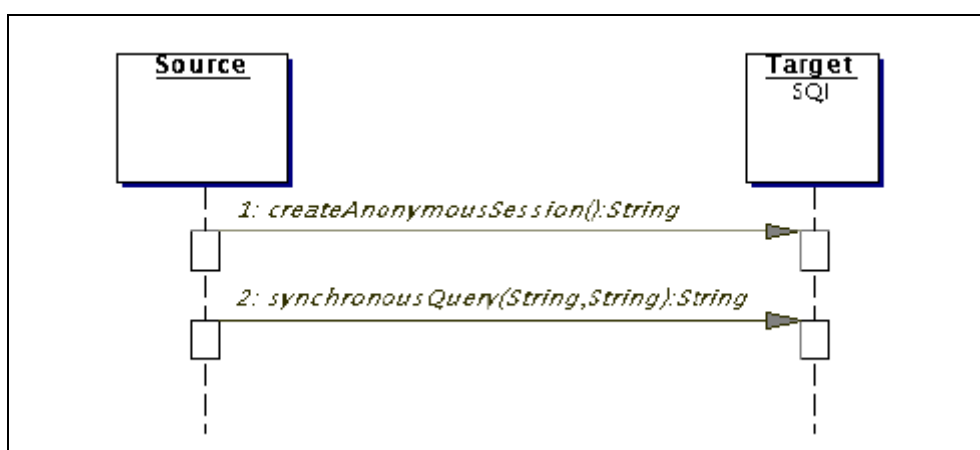 Source
Target
SQI
1: createAnonymousSession():String
2: synchronousQuery(String,String):String